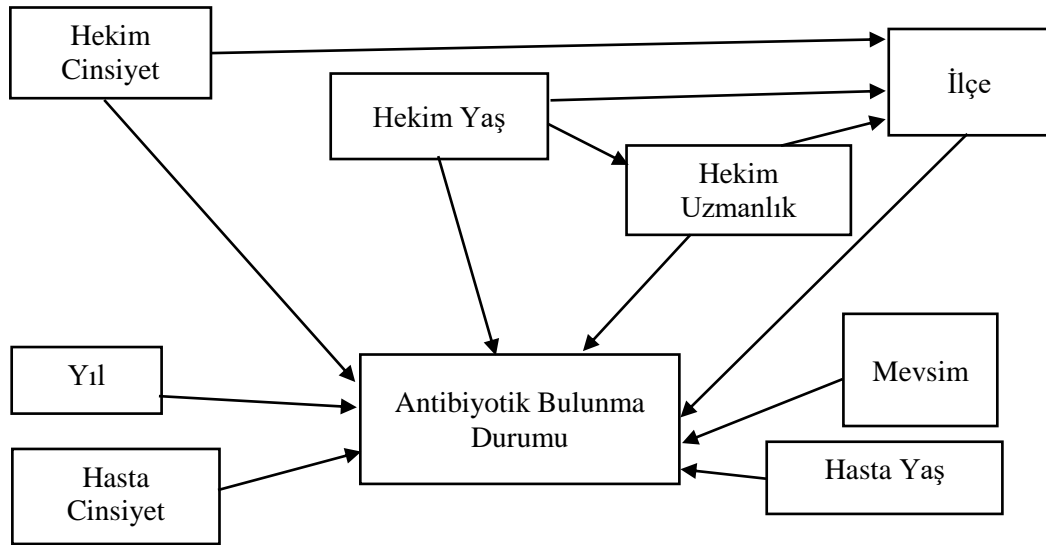 Hekim
Cinsiyet
Hekim Yaş
İlçe
Hekim
Uzmanlık
Yıl
Antibiyotik Bulunma
Durumu
Mevsim
Hasta
Cinsiyet
Hasta Yaş